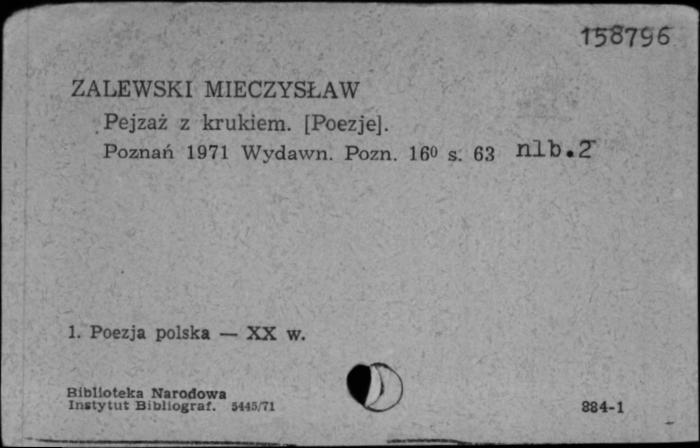 158796
ZALEWSKI MIECZYSŁAW
Pejzaż z krukiem. [Poezje].
Poznań 1971 Wydawn. Pozn. 16⁰ s. 63 nlb.2
1. Poezja polska — XX w.
Biblioteka Narodowa
Instytut Bibliograf. 5445/71
884-1